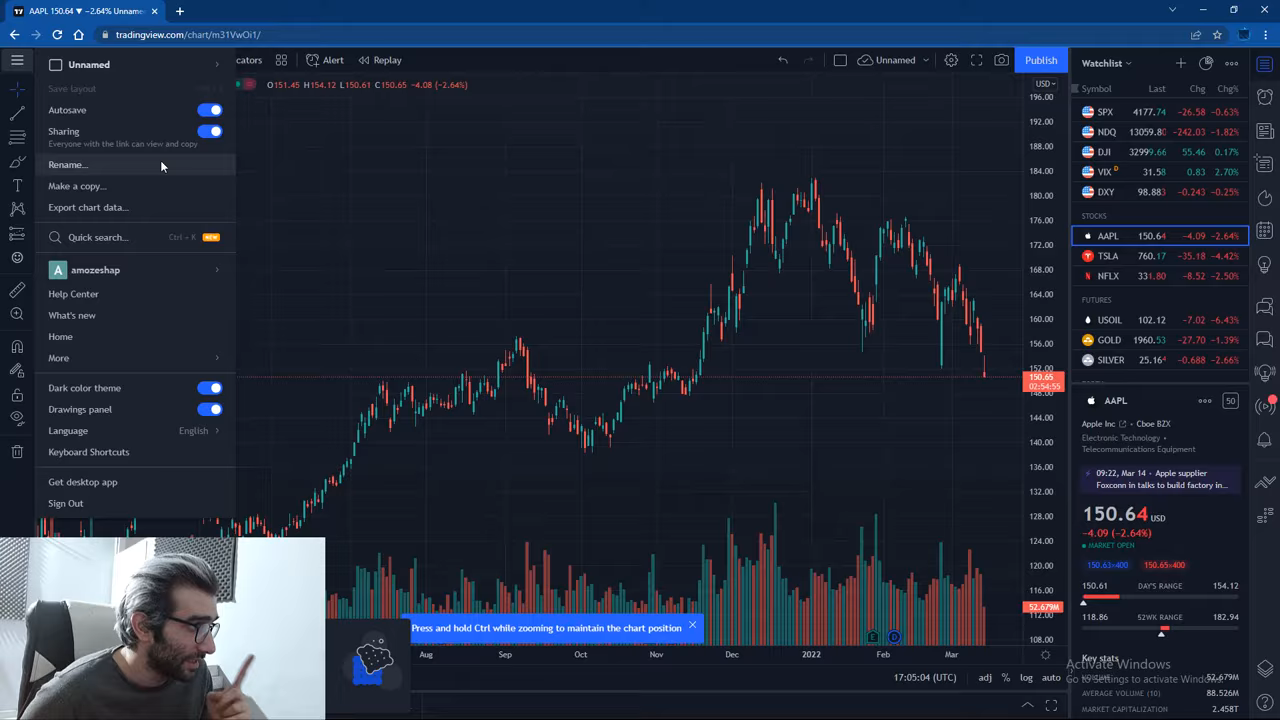 AAPL 150.64 ▼ −2.64% Unname
tradingview.com/chart/m31VwOi1/
Unnamed
cators
Alert
Replay
Unnamed
Publish
Save layout
Autosave
Sharing
Everyone with the link can view and copy
Rename...
Make a copy...
Export chart data...
Quick search...
Ctrl + K
NEW
A
amozeshap
Help Center
What's new
Home
More
Dark color theme
Drawings panel
Language
English
Keyboard Shortcuts
Get desktop app
Sign Out
O151.45 H154.12 L150.61 C150.65 −4.08 (−2.64%)
USD
196.00
192.00
188.00
184.00
180.00
176.00
172.00
168.00
164.00
160.00
156.00
152.00
150.65
02:54:55
148.00
144.00
140.00
136.00
132.00
128.00
124.00
120.00
116.00
112.00
52.679M
108.00
Press and hold Ctrl while zooming to maintain the chart position
E
D
Aug
Sep
Oct
Nov
Dec
2022
Feb
Mar
17:05:04 (UTC)
adj
%
log
auto
Watchlist
Symbol Last Chg Chg%
SPX 4177.74 −26.58 −0.63%
NDQ 13059.80 −242.03 −1.82%
DJI 32999.66 55.46 0.17%
VIX D 31.58 0.83 2.70%
DXY 98.883 −0.243 −0.25%
STOCKS
AAPL 150.64 −4.09 −2.64%
TSLA 760.17 −35.18 −4.42%
NFLX 331.80 −8.52 −2.50%
FUTURES
USOIL 102.12 −7.02 −6.43%
GOLD 1960.53 −27.70 −1.39%
SILVER 25.164 −0.688 −2.66%
AAPL
50
Apple Inc
• Cboe BZX
Electronic Technology •
Telecommunications Equipment
09:22, Mar 14 • Apple supplier
Foxconn in talks to build factory in...
150.64 USD
−4.09 (−2.64%)
MARKET OPEN
150.63×400
150.65×400
150.61 DAY'S RANGE 154.12
118.86 52WK RANGE 182.94
Key stats
Activate Windows
Go to Settings to activate Windows.
52.679M
AVERAGE VOLUME (10) 88.526M
MARKET CAPITALIZATION 2.458T